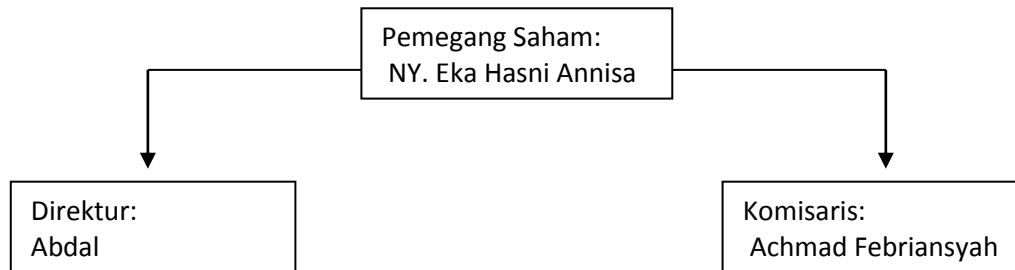 Pemegang Saham:
NY. Eka Hasni Annisa
Direktur:
Abdal
Komisaris:
Achmad Febriansyah